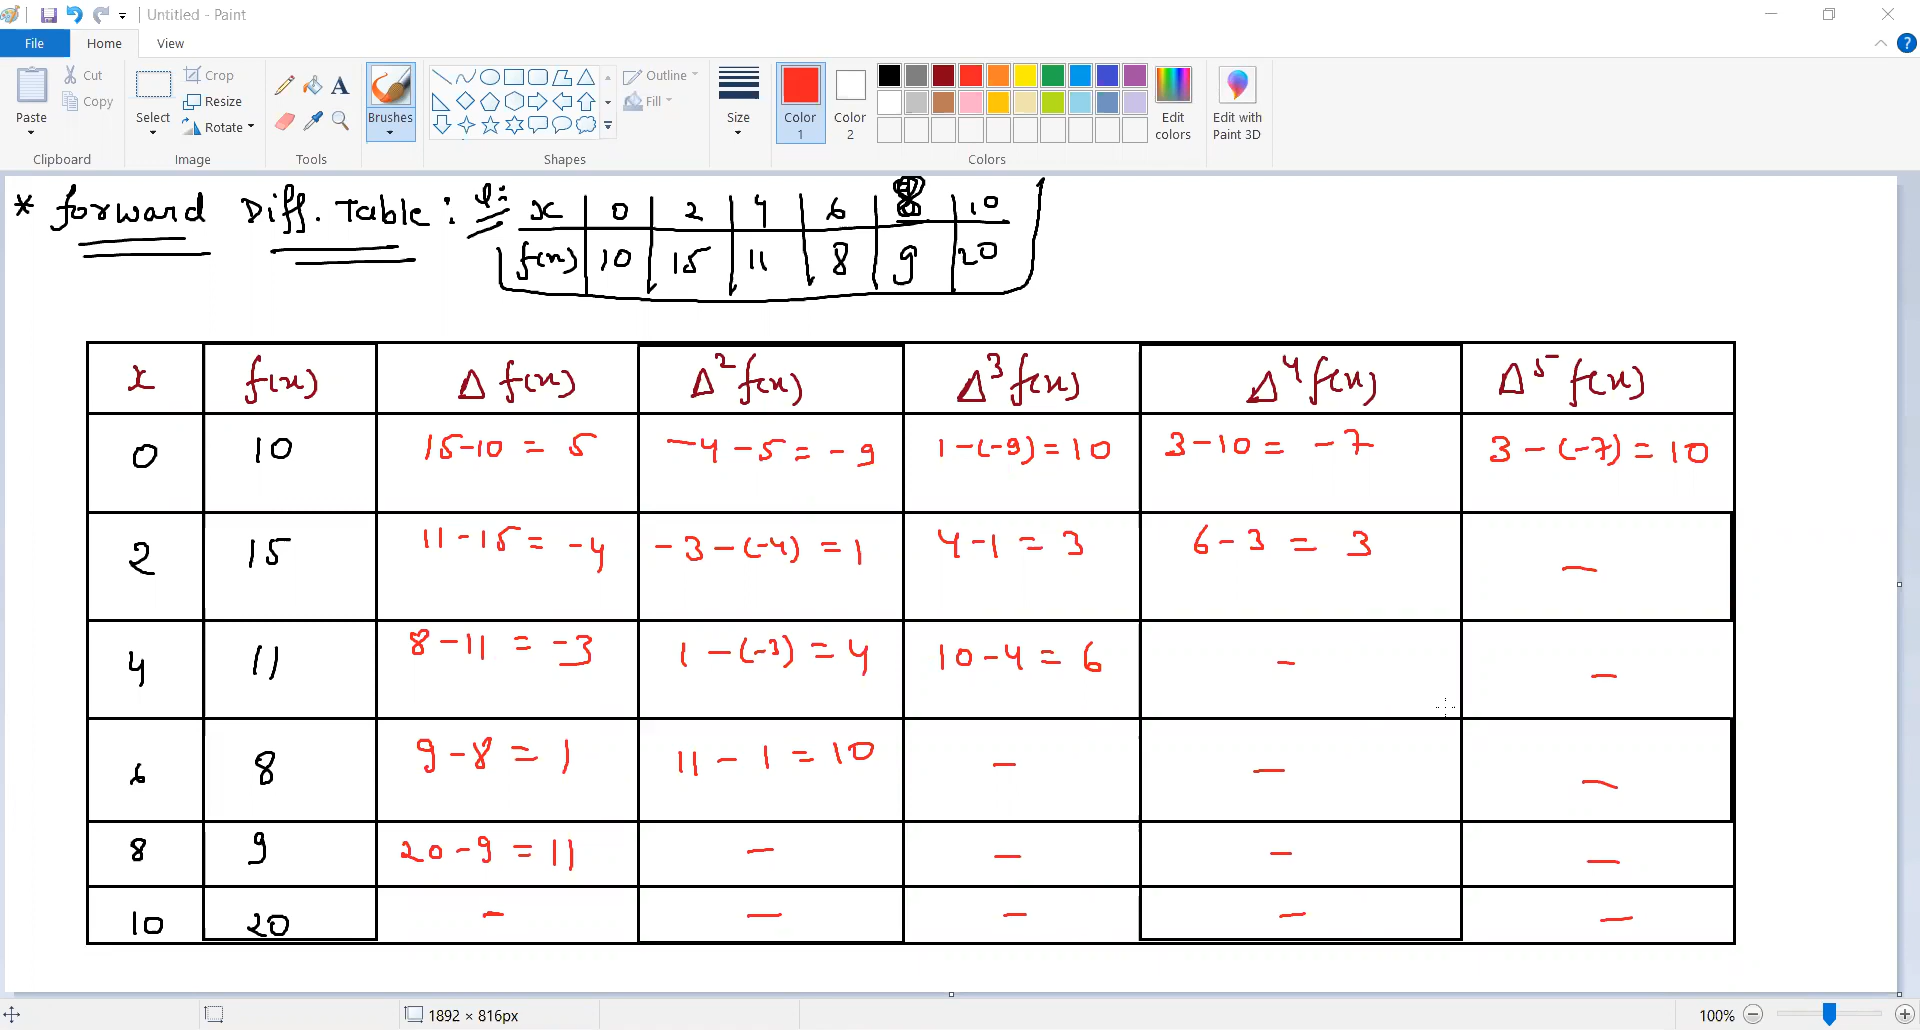 Untitled - Paint
File Home View
Cut
Copy
Paste
Clipboard
Crop
Resize
Rotate
Select
Image
Tools
Brushes
Outline
Fill
Shapes
Size
Color 1
Color 2
Edit colors
Edit with Paint 3D
Colors
* Forward Diff. Table : Q:
x 0 2 4 6 8 10
f(x) 10 15 11 8 9 20
x f(x) Δ f(x) Δ² f(x) Δ³ f(x) Δ⁴ f(x) Δ⁵ f(x)
0 10 15-10 = 5 -4-5 = -9 1-(-9) = 10 3-10 = -7 3-(-7) = 10
2 15 11-15 = -4 -3-(-4) = 1 4-1 = 3 6-3 = 3 -
4 11 8-11 = -3 1-(-3) = 4 10-4 = 6 - -
6 8 9-8 = 1 11-1 = 10 - - -
8 9 20-9 = 11 - - - -
10 20 - - - - -
1892 × 816px
100%